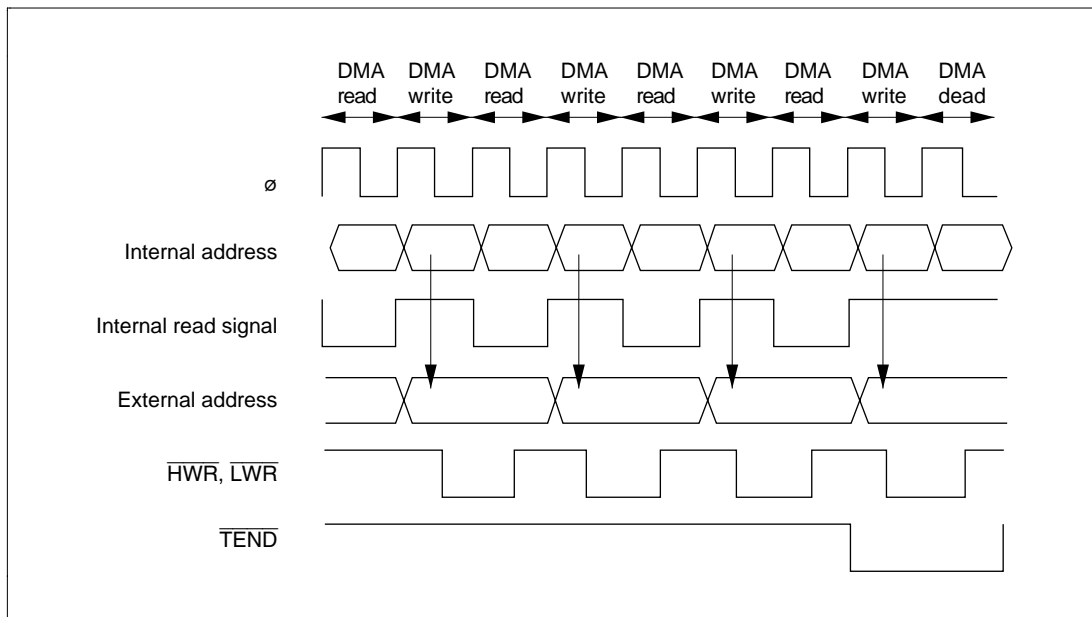 DMA DMA DMA DMA DMA DMA DMA DMA DMA
read write read write read write read write dead
ø
Internal address
Internal read signal
External address
HWR, LWR
TEND